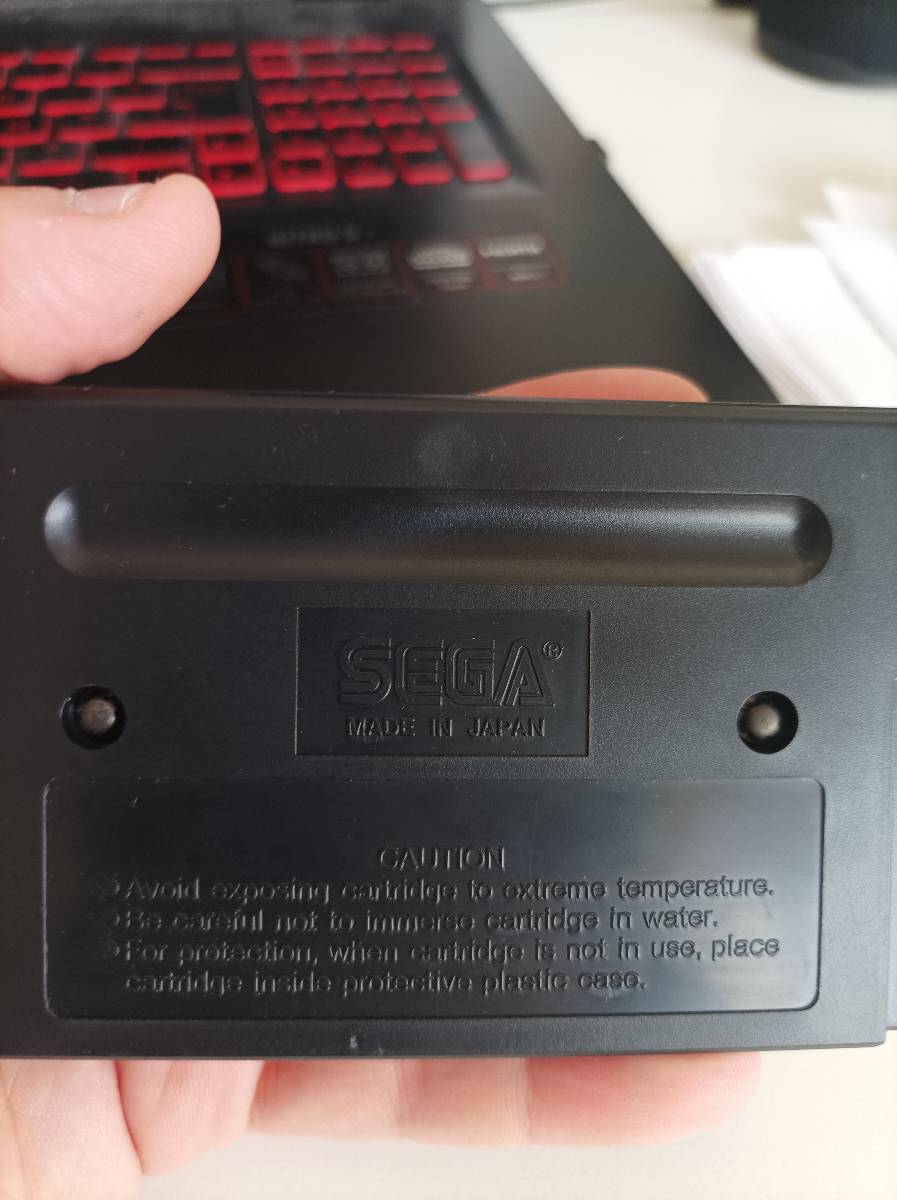 SEGA®
MADE IN JAPAN
CAUTION
●Avoid exposing cartridge to extreme temperature.
●Be careful not to immerse cartridge in water.
●For protection, when cartridge is not in use, place
cartridge inside protective plastic case.